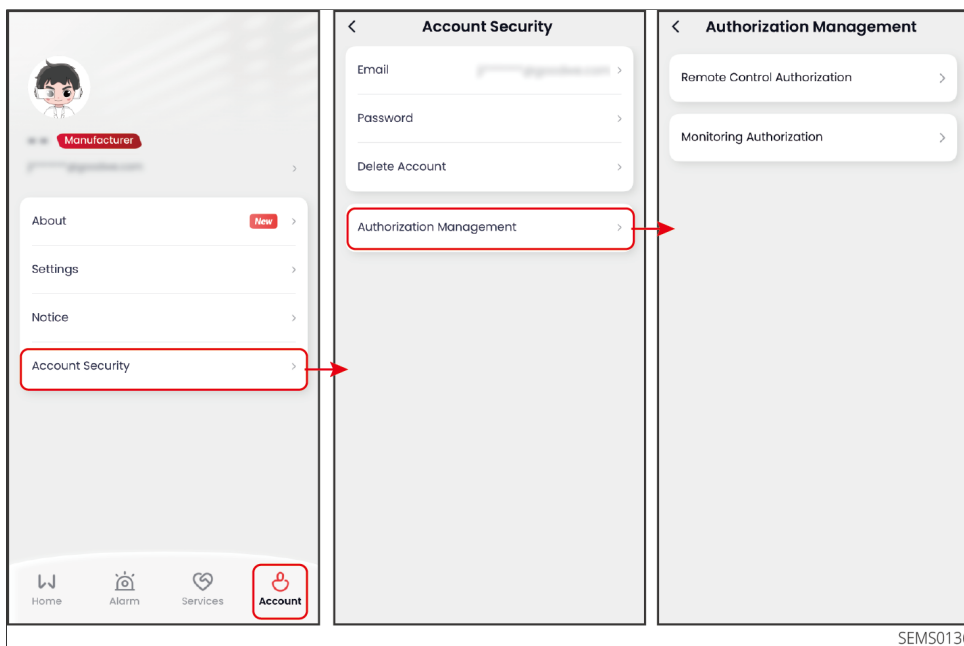 Manufacturer
About
New
Settings
Notice
Account Security
Home
Alarm
Services
Account
Account Security
Email
Password
Delete Account
Authorization Management
Authorization Management
Remote Control Authorization
Monitoring Authorization